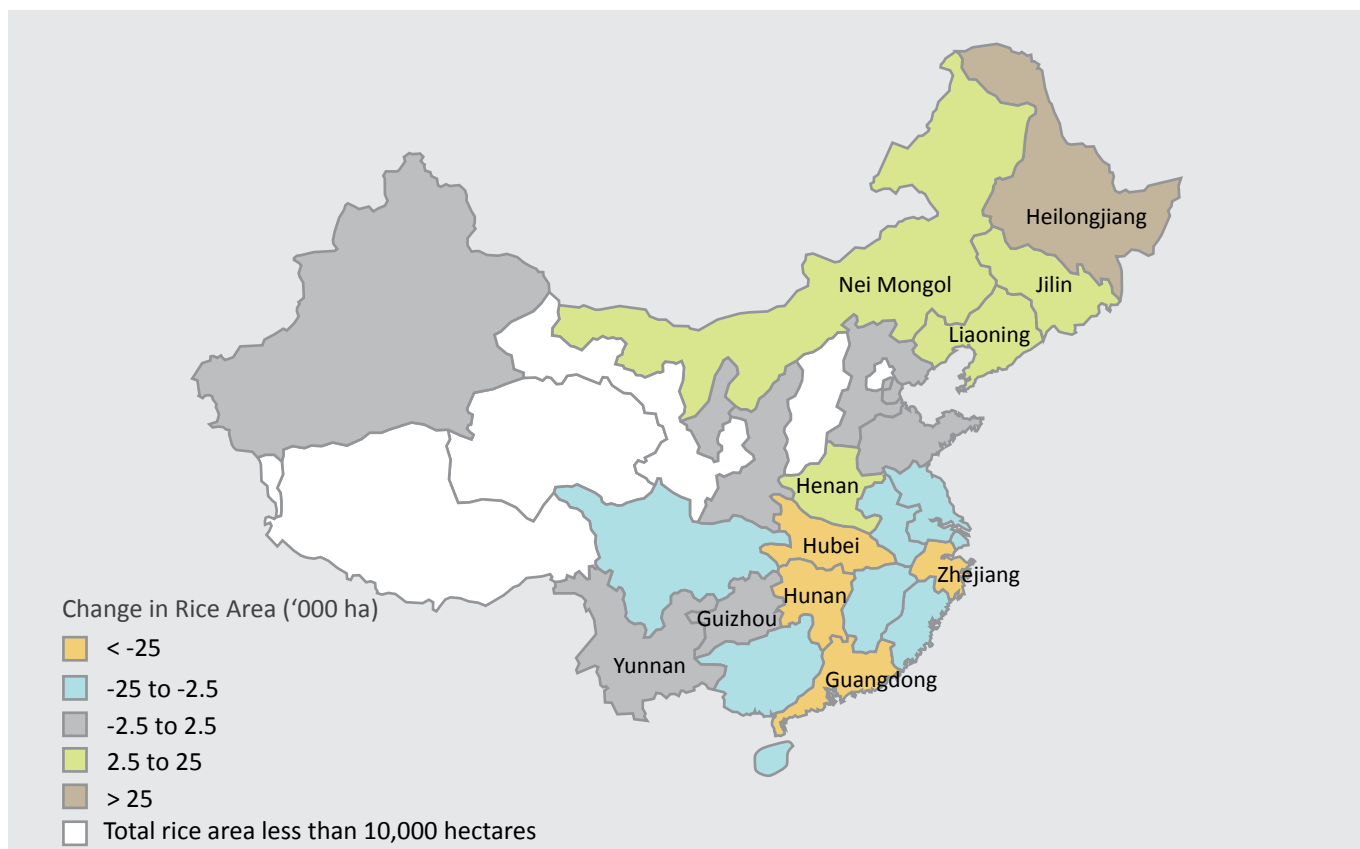 Heilongjiang
Nei Mongol
Jilin
Liaoning
Henan
Hubei
Zhejiang
Hunan
Guizhou
Yunnan
Guangdong
Change in Rice Area (‘000 ha)
< -25
-25 to -2.5
-2.5 to 2.5
2.5 to 25
> 25
Total rice area less than 10,000 hectares